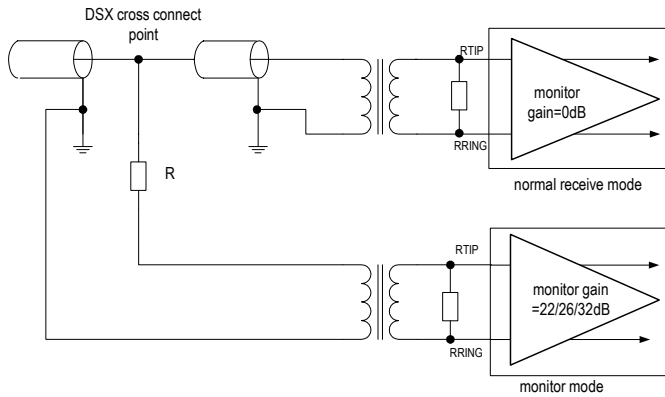 DSX cross connect
point
RTIP
monitor
gain=0dB
RRING
normal receive mode
R
RTIP
monitor gain
=22/26/32dB
RRING
monitor mode